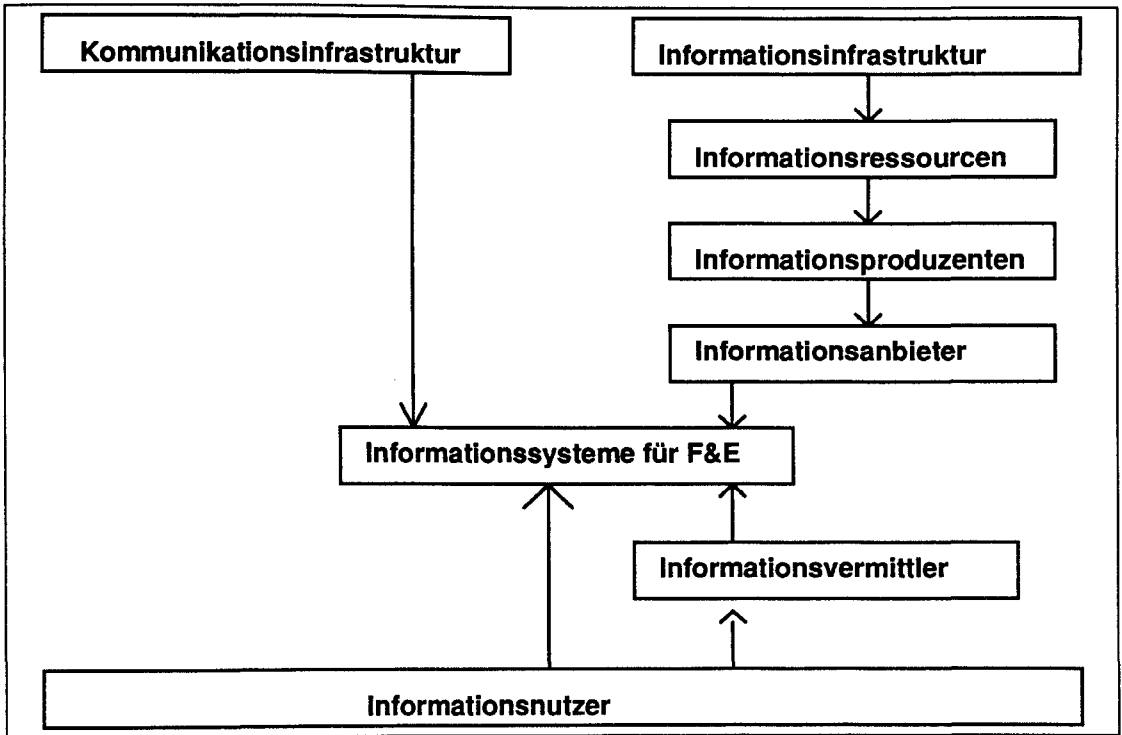 Kommunikationsinfrastruktur
Informationsinfrastruktur
Informationsressourcen
Informationsproduzenten
Informationsanbieter
Informationssysteme für F&E
Informationsvermittler
Informationsnutzer